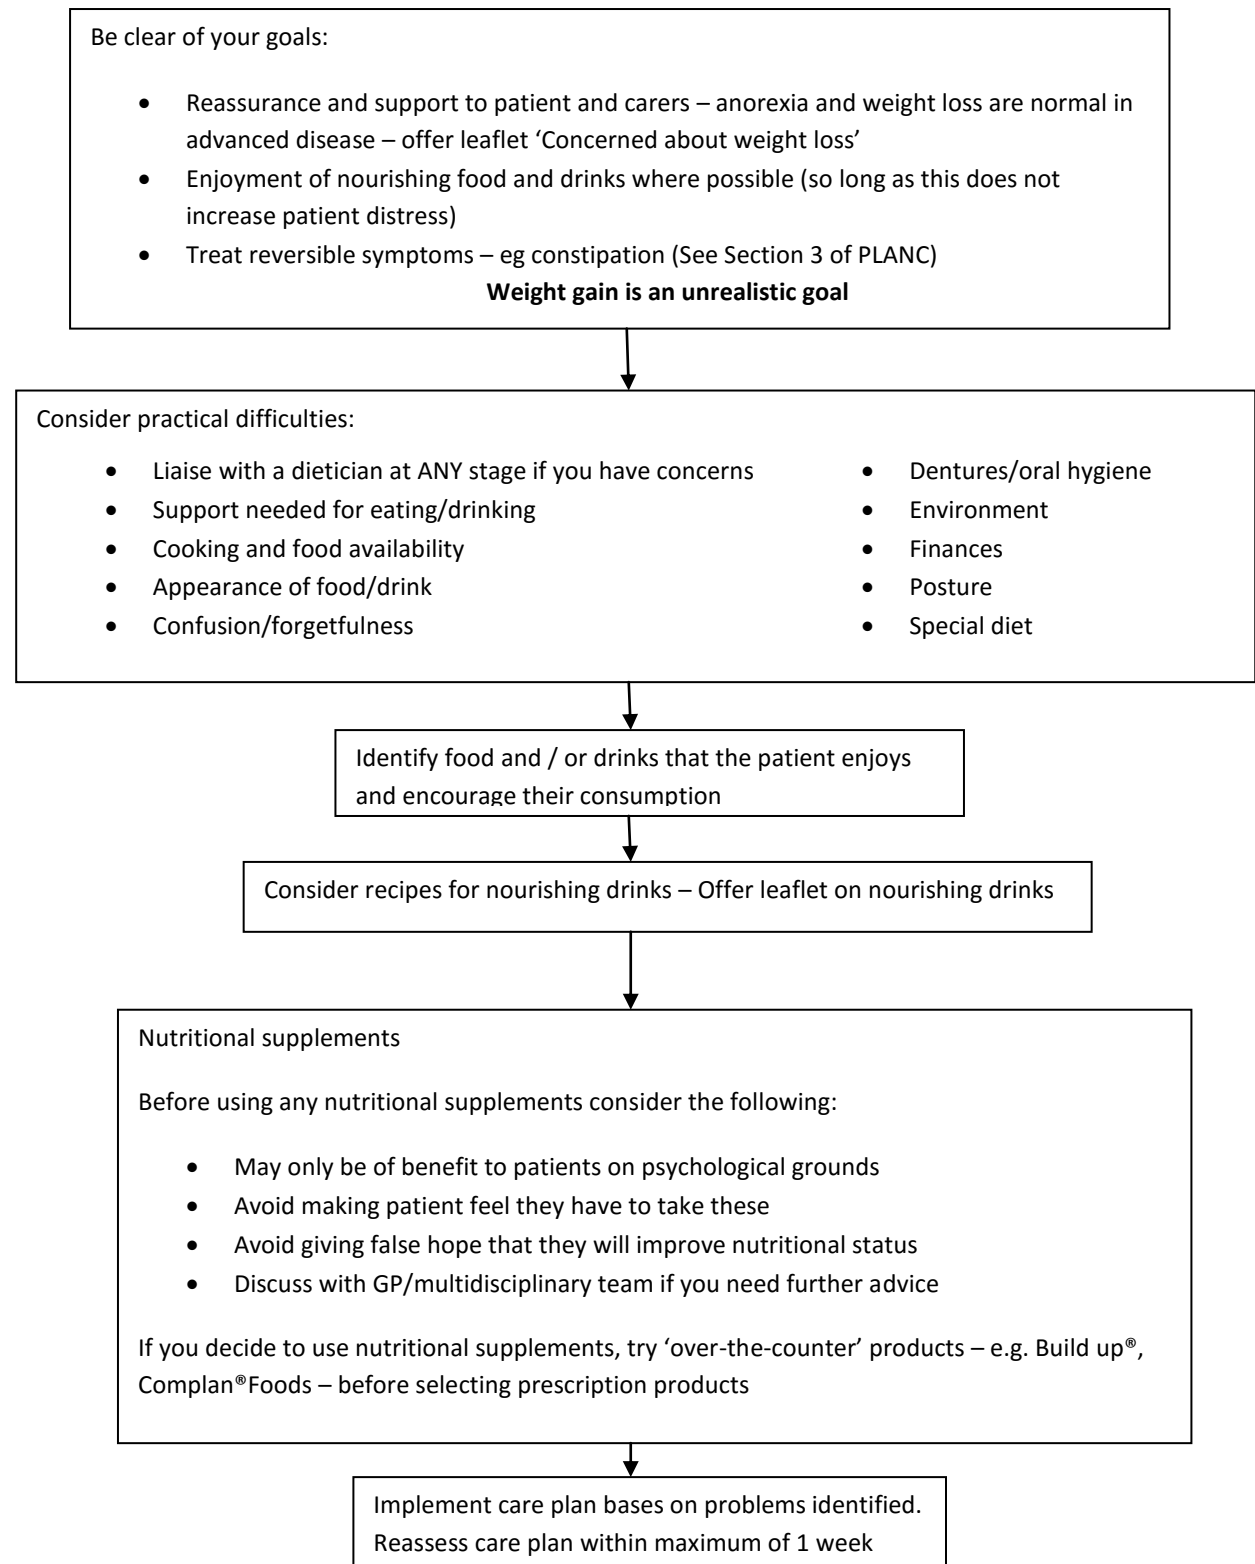 Be clear of your goals:
• Reassurance and support to patient and carers – anorexia and weight loss are normal in
advanced disease – offer leaflet ‘Concerned about weight loss’
• Enjoyment of nourishing food and drinks where possible (so long as this does not
increase patient distress)
• Treat reversible symptoms – eg constipation (See Section 3 of PLANC)
Weight gain is an unrealistic goal
Consider practical difficulties:
• Liaise with a dietician at ANY stage if you have concerns
• Support needed for eating/drinking
• Cooking and food availability
• Appearance of food/drink
• Confusion/forgetfulness
• Dentures/oral hygiene
• Environment
• Finances
• Posture
• Special diet
Identify food and / or drinks that the patient enjoys
and encourage their consumption
Consider recipes for nourishing drinks – Offer leaflet on nourishing drinks
Nutritional supplements
Before using any nutritional supplements consider the following:
• May only be of benefit to patients on psychological grounds
• Avoid making patient feel they have to take these
• Avoid giving false hope that they will improve nutritional status
• Discuss with GP/multidisciplinary team if you need further advice
If you decide to use nutritional supplements, try ‘over-the-counter’ products – e.g. Build up®,
Complan®Foods – before selecting prescription products
Implement care plan bases on problems identified.
Reassess care plan within maximum of 1 week